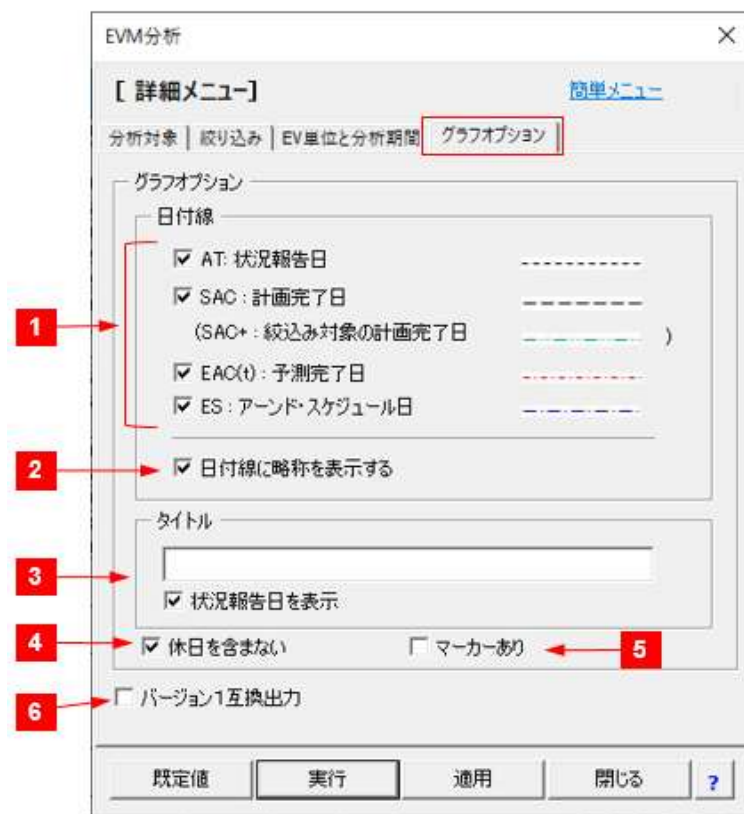 EVM分析
[ 詳細メニュー]
簡単メニュー
分析対象 絞り込み EV単位と分析期間 グラフオプション
グラフオプション
日付線
1
AT: 状況報告日
SAC : 計画完了日
(SAC+ : 絞込み対象の計画完了日 )
EAC(t) : 予測完了日
ES : アーンド・スケジュール日
2
日付線に略称を表示する
タイトル
3
状況報告日を表示
4
休日を含まない
マーカーあり
5
6
バージョン1互換出力
既定値 実行 適用 閉じる ?